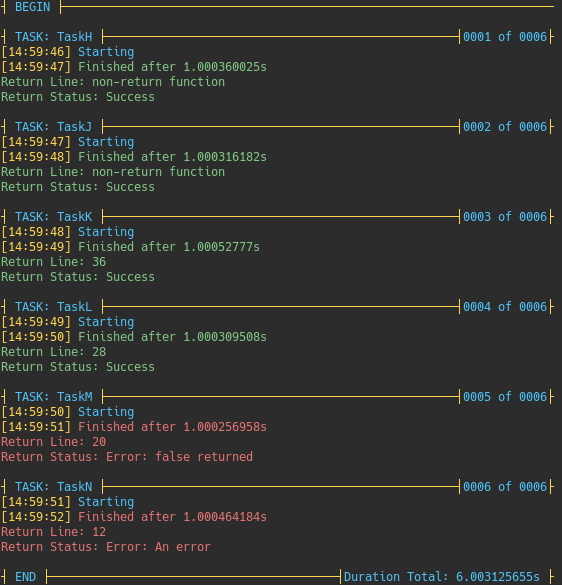 BEGIN
TASK: TaskH 0001 of 0006
[14:59:46] Starting
[14:59:47] Finished after 1.000360025s
Return Line: non-return function
Return Status: Success
TASK: TaskJ 0002 of 0006
[14:59:47] Starting
[14:59:48] Finished after 1.000316182s
Return Line: non-return function
Return Status: Success
TASK: TaskK 0003 of 0006
[14:59:48] Starting
[14:59:49] Finished after 1.00052777s
Return Line: 36
Return Status: Success
TASK: TaskL 0004 of 0006
[14:59:49] Starting
[14:59:50] Finished after 1.000309508s
Return Line: 28
Return Status: Success
TASK: TaskM 0005 of 0006
[14:59:50] Starting
[14:59:51] Finished after 1.000256958s
Return Line: 20
Return Status: Error: false returned
TASK: TaskN 0006 of 0006
[14:59:51] Starting
[14:59:52] Finished after 1.000464184s
Return Line: 12
Return Status: Error: An error
END Duration Total: 6.003125655s